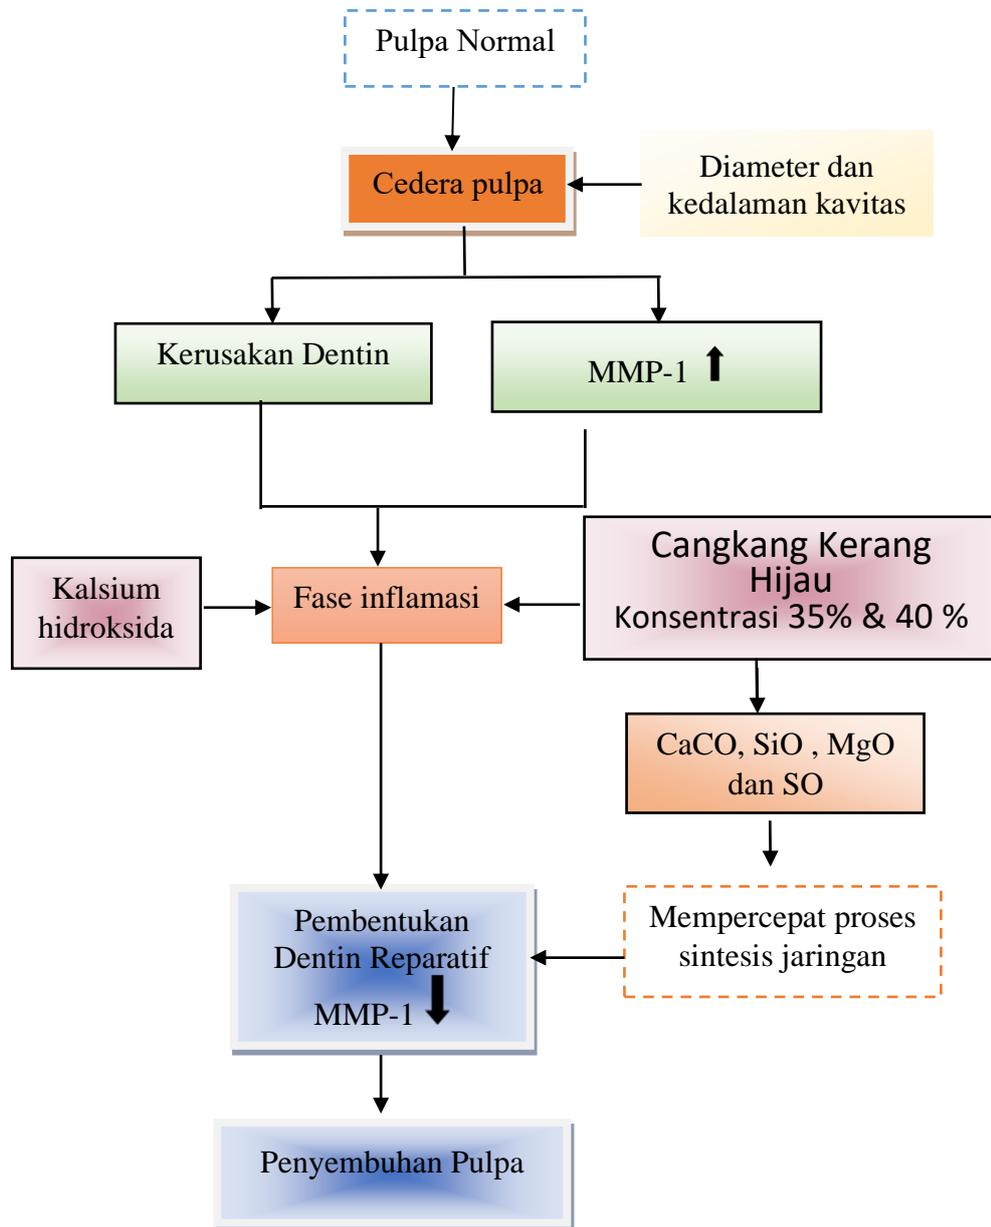 Pulpa Normal
Cedera pulpa
Diameter dan
kedalaman kavitas
Kerusakan Dentin
MMP-1
Kalsium
hidroksida
Fase inflamasi
Cangkang Kerang
Hijau
Konsentrasi 35% & 40 %
CaCO, SiO , MgO
dan SO
Pembentukan
Dentin Reparatif
MMP-1
Mempercepat proses
sintesis jaringan
Penyembuhan Pulpa